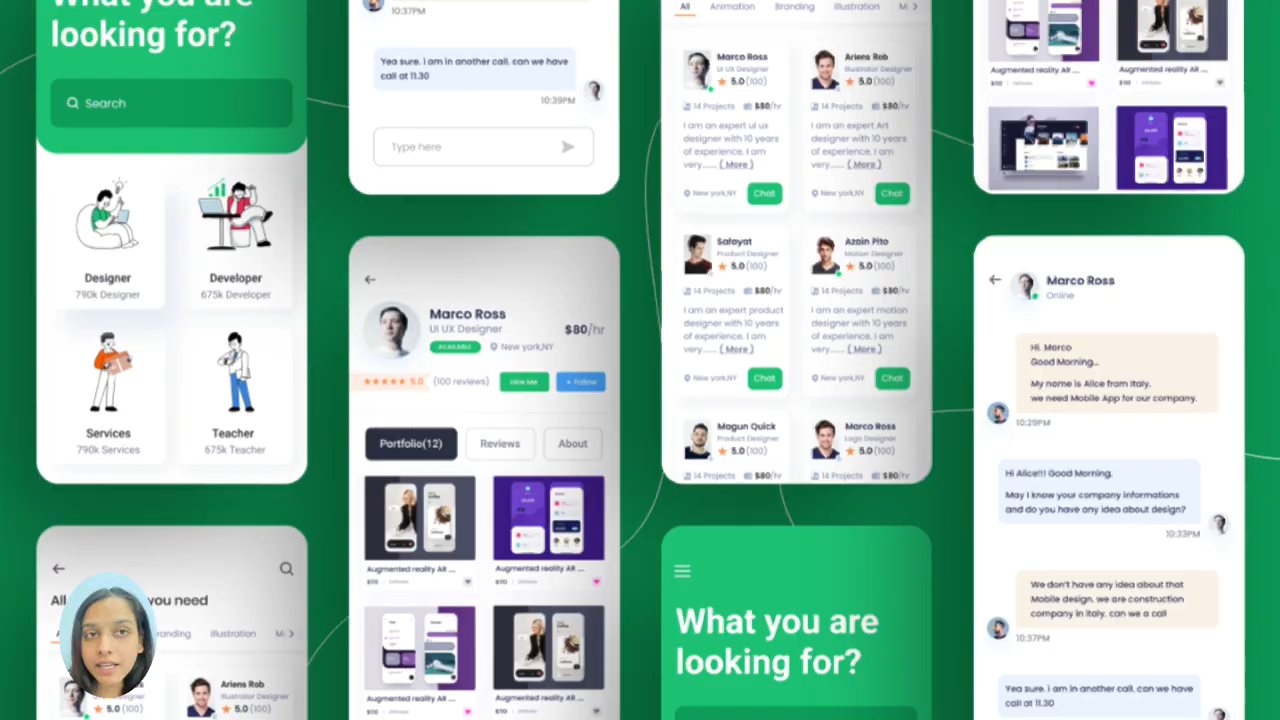 What you are
looking for?
Search
Designer
790k Designer
Developer
675k Developer
Services
790k Services
Teacher
675k Teacher
All
you need
randing
Illustration
M
Ariens Rob
Illustrator Designer
5.0 (100)
5.0 (100)
10:37PM
Yea sure. i am in another call. can we have
call at 11.30
10:39PM
Type here
Marco Ross
UI UX Designer
$80/hr
AVAILABLE
New york,NY
5.0
(100 reviews)
Hire Me
+ Follow
Portfolio(12)
Reviews
About
Augmented reality AR ...
$110
Augmented reality AR ...
$110
Augmented reality AR ...
$110
Augmented reality AR ...
$110
All
Animation
Branding
Illustration
M
Marco Ross
UI UX Designer
5.0 (100)
14 Projects
$80/hr
I am an expert ui ux
designer with 10 years
of experience. I am
very...... ( More )
New york,NY
Chat
Ariens Rob
Illustrator Designer
5.0 (100)
14 Projects
$80/hr
I am an expert Art
designer with 10 years
of experience. I am
very...... ( More )
New york,NY
Chat
Safoyat
Product Designer
5.0 (100)
14 Projects
$80/hr
I am an expert product
designer with 10 years
of experience. I am
very...... ( More )
New york,NY
Chat
Azain Pito
Motion Designer
5.0 (100)
14 Projects
$80/hr
I am an expert motion
designer with 10 years
of experience. I am
very...... ( More )
New york,NY
Chat
Magun Quick
Product Designer
5.0 (100)
14 Projects
$80/hr
Marco Ross
Logo Designer
5.0 (100)
14 Projects
$80/hr
What you are
looking for?
Augmented reality AR ...
$110
Augmented reality AR ...
$110
Marco Ross
Online
Hi, Marco
Good Morning...
My name is Alice from Italy.
we need Mobile App for our company.
10:29PM
Hi Alice!!! Good Morning,
May I know your company informations
and do you have any idea about design?
10:33PM
We don't have any idea about that
Mobile design. we are construction
company in italy. can we a call
10:37PM
Yea sure. i am in another call. can we have
call at 11.30